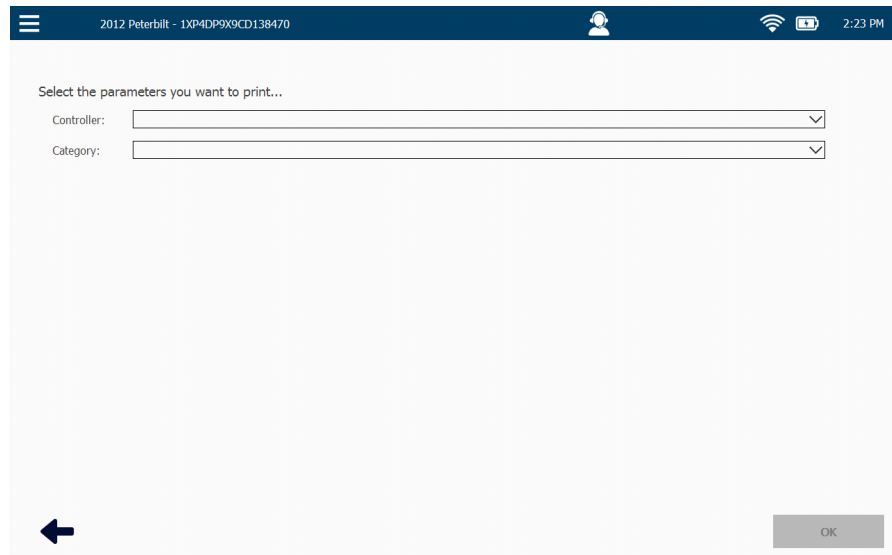 2012 Peterbilt - 1XP4DP9X9CD138470 2:23 PM
Select the parameters you want to print...
Controller:
Category:
OK